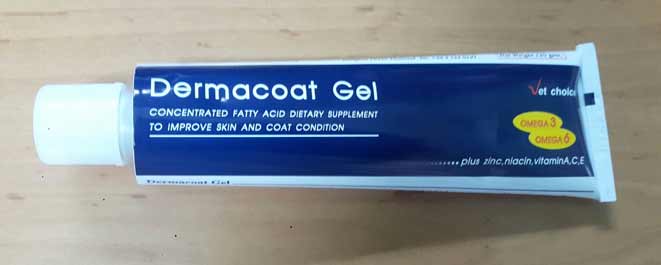 Dermacoat Gel
CONCENTRATED FATTY ACID DIETARY SUPPLEMENT
TO IMPROVE SKIN AND COAT CONDITION
Vet choice
OMEGA 3
OMEGA 6
...... plus zinc,niacin,vitaminA,C,E
Dermacoat Gel